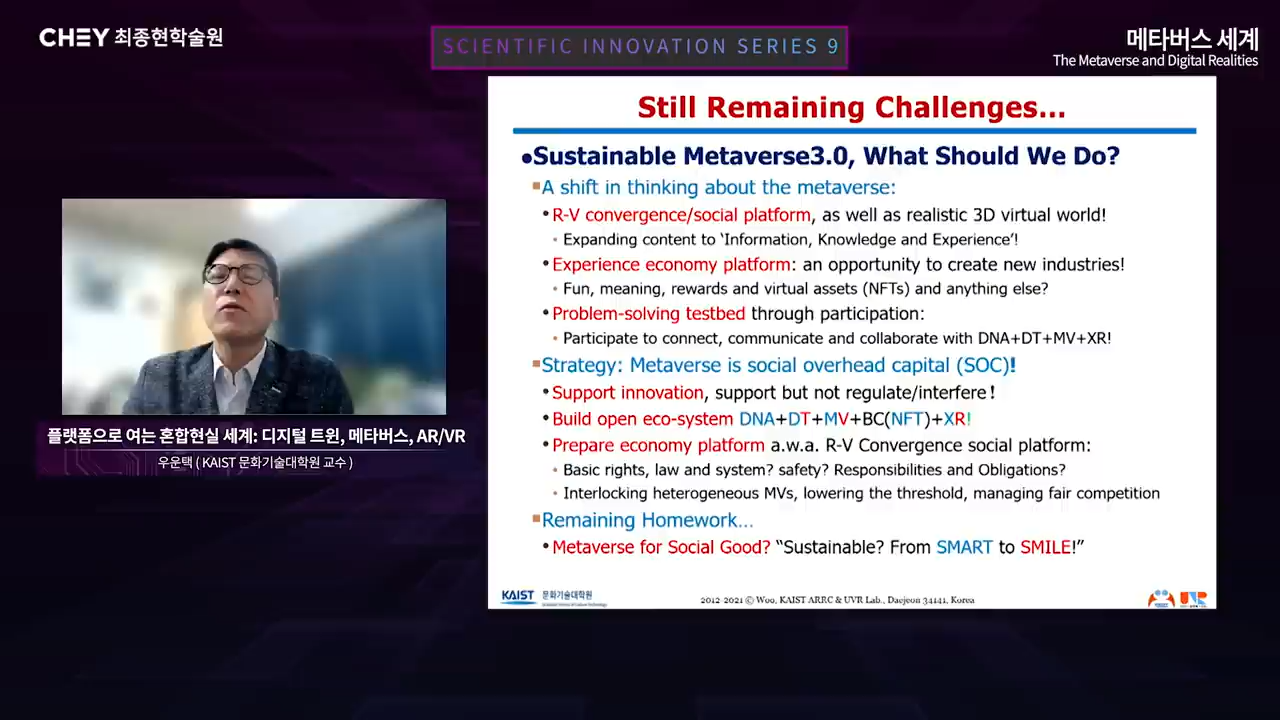 CHEY 최종현학술원
SCIENTIFIC INNOVATION SERIES 9
메타버스 세계
The Metaverse and Digital Realities
Still Remaining Challenges...
●Sustainable Metaverse3.0, What Should We Do?
▪A shift in thinking about the metaverse:
•R-V convergence/social platform, as well as realistic 3D virtual world!
•Expanding content to ‘Information, Knowledge and Experience’!
•Experience economy platform: an opportunity to create new industries!
•Fun, meaning, rewards and virtual assets (NFTs) and anything else?
•Problem-solving testbed through participation:
•Participate to connect, communicate and collaborate with DNA+DT+MV+XR!
▪Strategy: Metaverse is social overhead capital (SOC)!
•Support innovation, support but not regulate/interfere!
•Build open eco-system DNA+DT+MV+BC(NFT)+XR!
•Prepare economy platform a.w.a. R-V Convergence social platform:
•Basic rights, law and system? safety? Responsibilities and Obligations?
•Interlocking heterogeneous MVs, lowering the threshold, managing fair competition
▪Remaining Homework...
•Metaverse for Social Good? “Sustainable? From SMART to SMILE!”
KAIST 문화기술대학원
2012-2021 © Woo, KAIST ARRC & UVR Lab., Daejeon 34141, Korea
UVR
플랫폼으로 여는 혼합현실 세계: 디지털 트윈, 메타버스, AR/VR
우운택 ( KAIST 문화기술대학원 교수 )